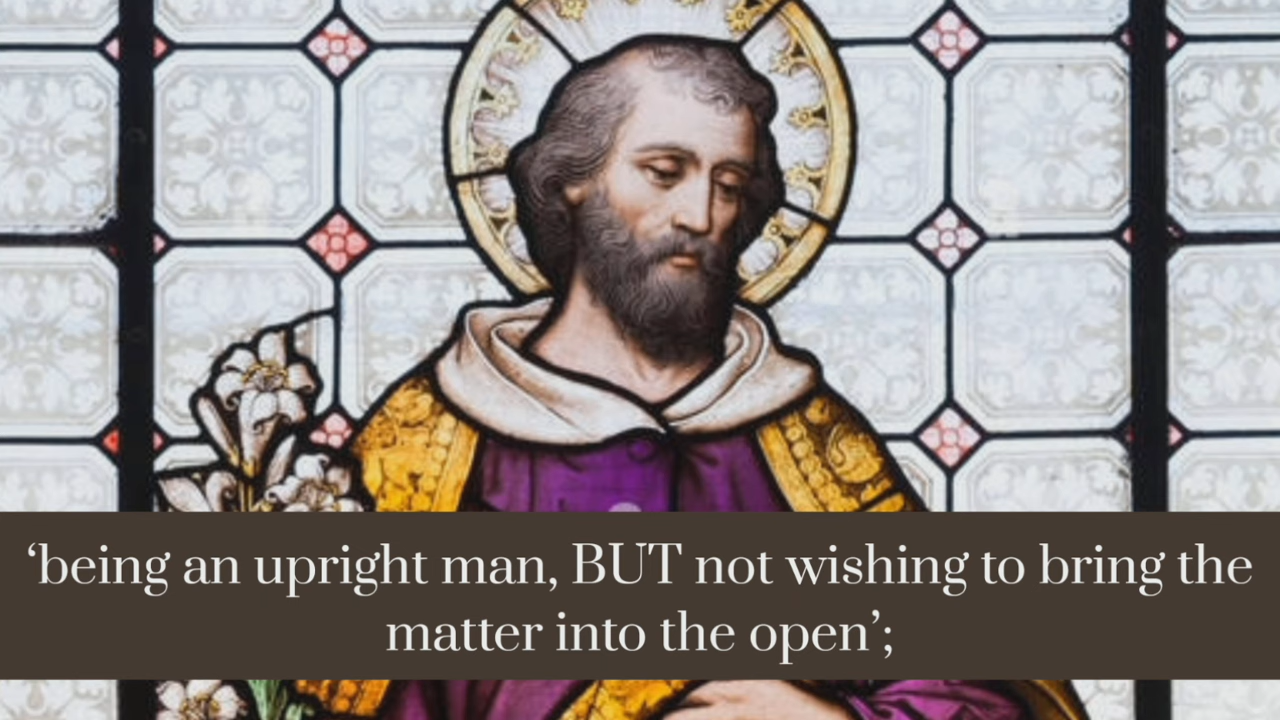 ‘being an upright man, BUT not wishing to bring the
matter into the open’;